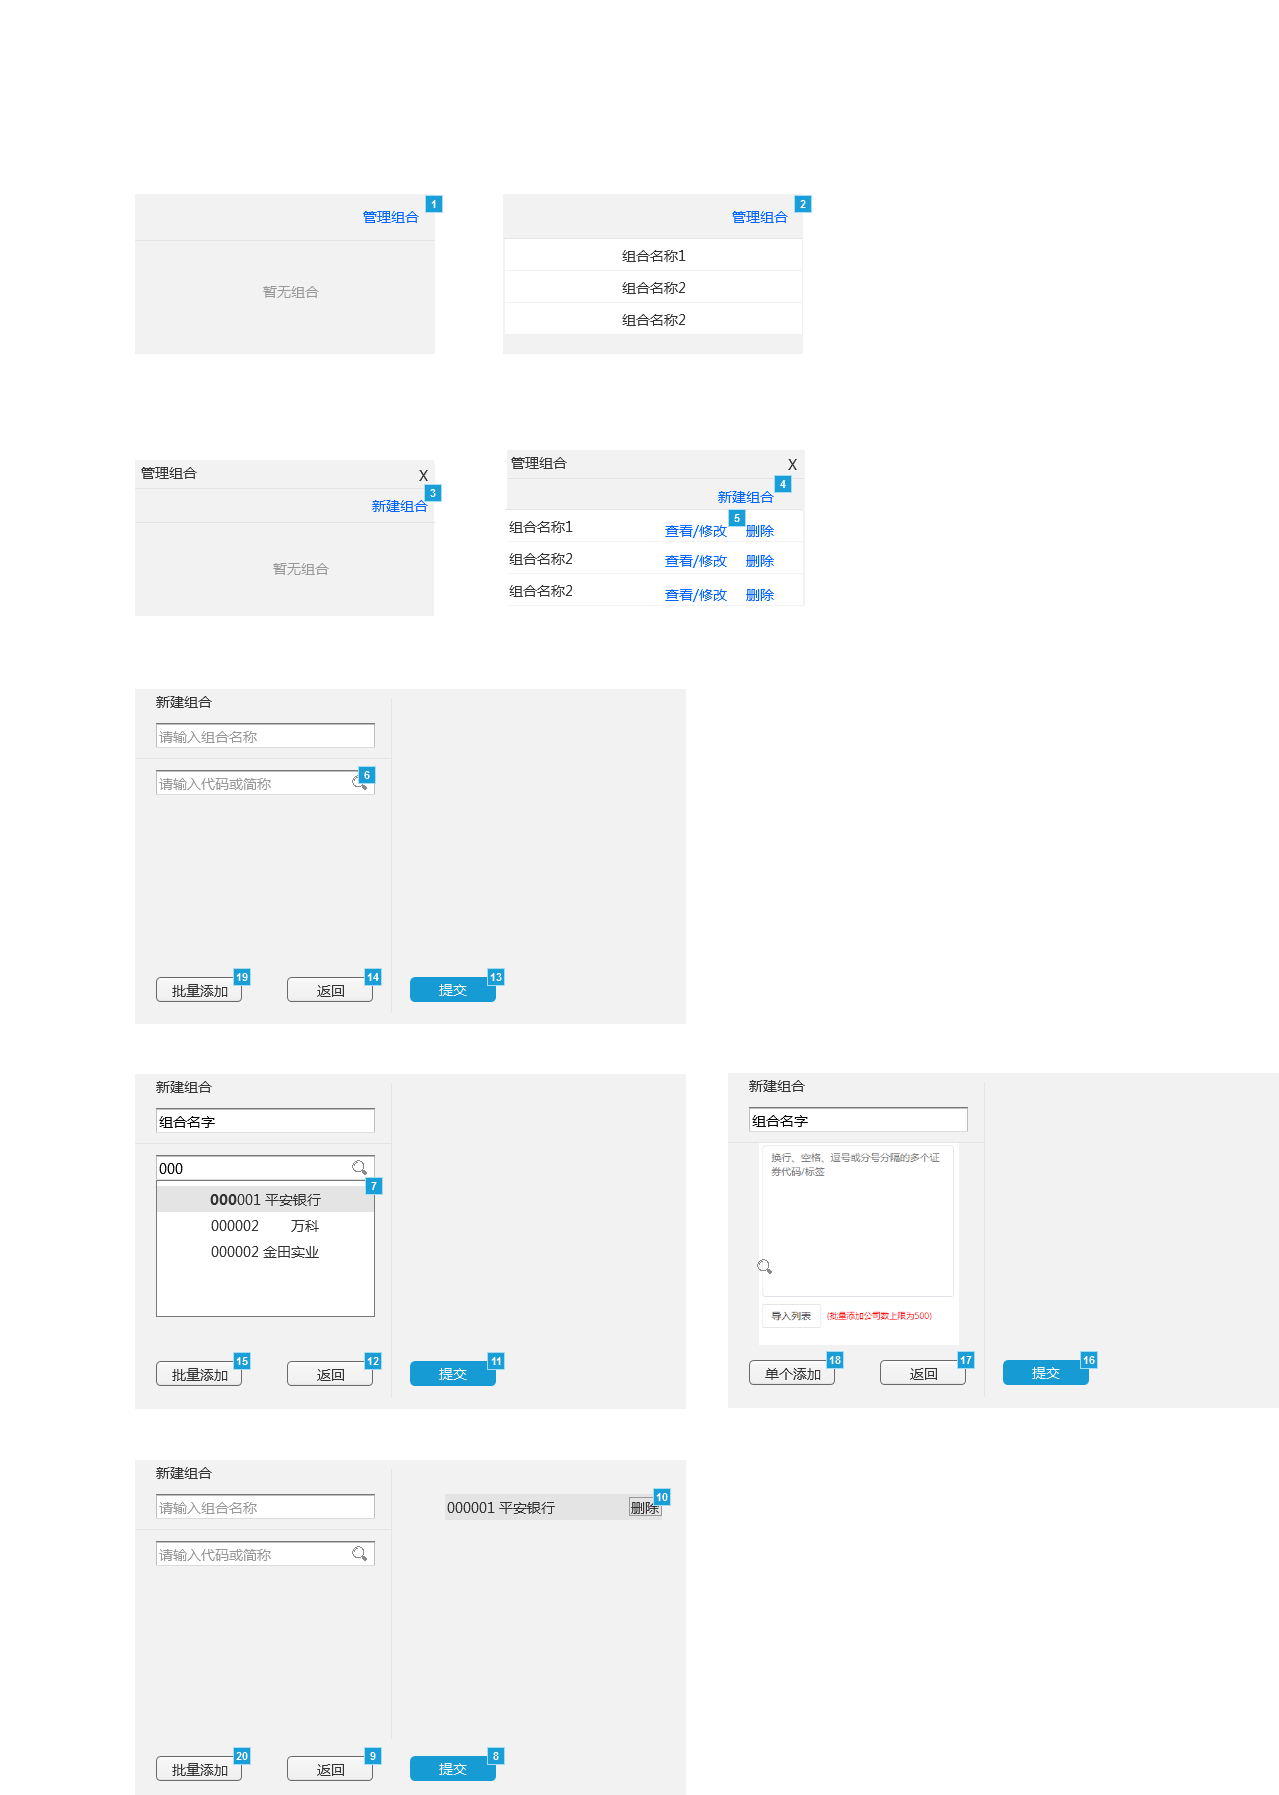 1
管理组合
暂无组合
2
管理组合
组合名称1
组合名称2
组合名称2
管理组合 X
3
新建组合
暂无组合
管理组合 X
4
新建组合
5
组合名称1 查看/修改 删除
组合名称2 查看/修改 删除
组合名称2 查看/修改 删除
新建组合
请输入组合名称
6
请输入代码或简称
19 14 13
批量添加 返回 提交
新建组合
组合名字
000
7
000001 平安银行
000002 万科
000002 金田实业
15 12 11
批量添加 返回 提交
新建组合
组合名字
换行、空格、逗号或分号分隔的多个证
券代码/标签
导入列表 (批量添加公司数上限为500)
18 17 16
单个添加 返回 提交
新建组合
请输入组合名称
请输入代码或简称
10
000001 平安银行 删除
20 9 8
批量添加 返回 提交